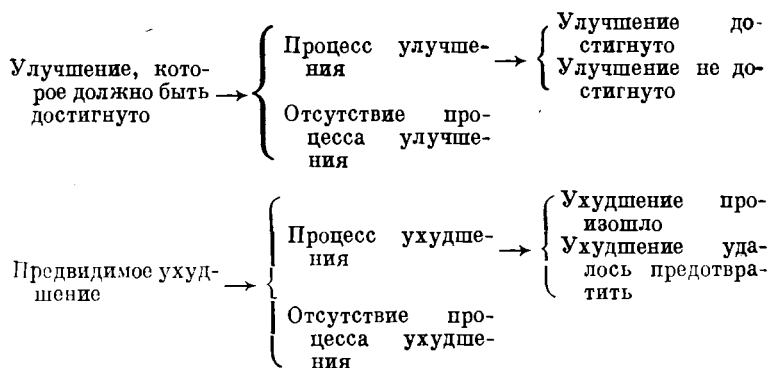 Улучшение, кото-
рое должно быть
достигнуто
Процесс улучше-
ния
Отсутствие про-
цесса улучше-
ния
Улучшение до-
стигнуто
Улучшение не до-
стигнуто
Предвидимое ухуд-
шение
Процесс ухудше-
ния
Отсутствие про-
цесса ухудше-
ния
Ухудшение про-
изошло
Ухудшение уда-
лось предотвра-
тить